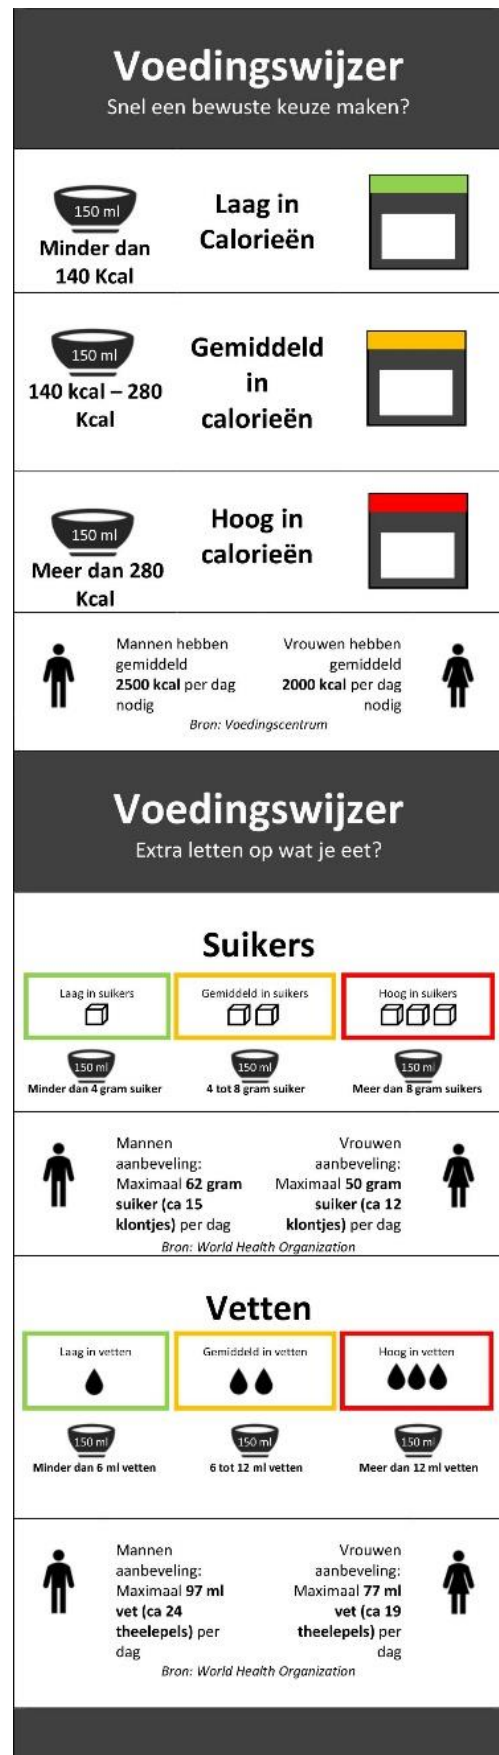 Voedingswijzer
Snel een bewuste keuze maken?
150 ml
Minder dan
140 Kcal
Laag in
Calorieën
150 ml
140 kcal – 280
Kcal
Gemiddeld
in
calorieën
150 ml
Meer dan 280
Kcal
Hoog in
calorieën
Mannen hebben
gemiddeld
2500 kcal per dag
nodig
Vrouwen hebben
gemiddeld
2000 kcal per dag
nodig
Bron: Voedingscentrum
Voedingswijzer
Extra letten op wat je eet?
Suikers
Laag in suikers
Gemiddeld in suikers
Hoog in suikers
150 ml
150 ml
150 ml
Minder dan 4 gram suiker
4 tot 8 gram suiker
Meer dan 8 gram suikers
Mannen
aanbeveling:
Maximaal 62 gram
suiker (ca 15
klontjes) per dag
Vrouwen
aanbeveling:
Maximaal 50 gram
suiker (ca 12
klontjes) per dag
Bron: World Health Organization
Vetten
Laag in vetten
Gemiddeld in vetten
Hoog in vetten
150 ml
150 ml
150 ml
Minder dan 6 ml vetten
6 tot 12 ml vetten
Meer dan 12 ml vetten
Mannen
aanbeveling:
Maximaal 97 ml
vet (ca 24
theelepels) per
dag
Vrouwen
aanbeveling:
Maximaal 77 ml
vet (ca 19
theelepels) per
dag
Bron: World Health Organization